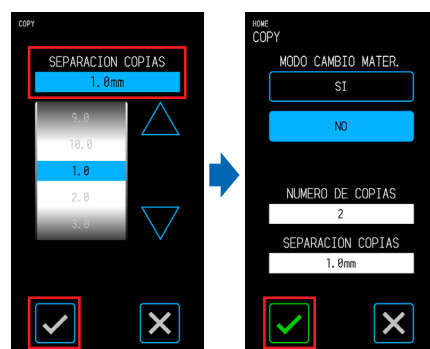 COPY
SEPARACION COPIAS
1.0mm
9.0
10.0
1.0
2.0
3.0
HOME
COPY
MODO CAMBIO MATER.
SI
NO
NUMERO DE COPIAS
2
SEPARACION COPIAS
1.0mm